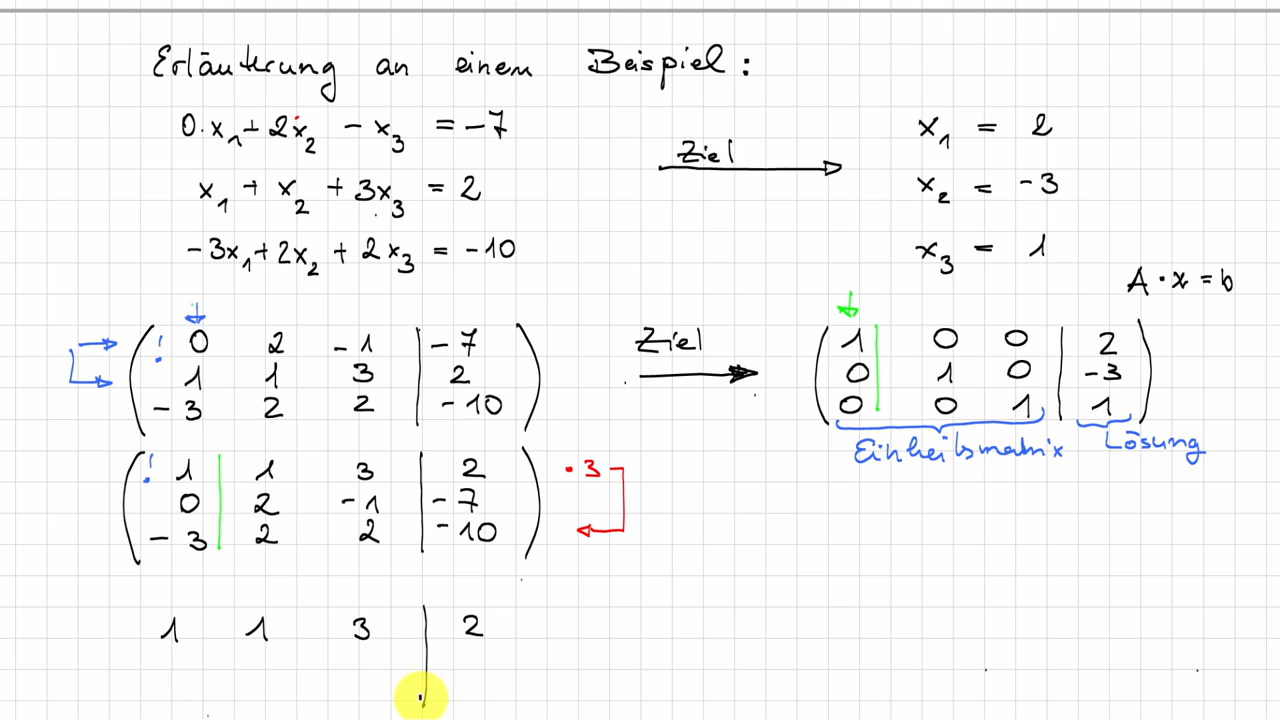 Erläuterung an einem Beispiel:
0·x₁ + 2x₂ - x₃ = -7
x₁ + x₂ + 3x₃ = 2
-3x₁ + 2x₂ + 2x₃ = -10
Ziel
x₁ = 2
x₂ = -3
x₃ = 1
A · x = b
! 0 2 -1 | -7
1 1 3 | 2
-3 2 2 | -10
Ziel
1 | 0 0 | 2
0 1 0 | -3
0 0 1 | 1
Einheitsmatrix Lösung
! 1 | 1 3 | 2 · 3
0 2 -1 | -7
-3 2 2 | -10
1 1 3 | 2